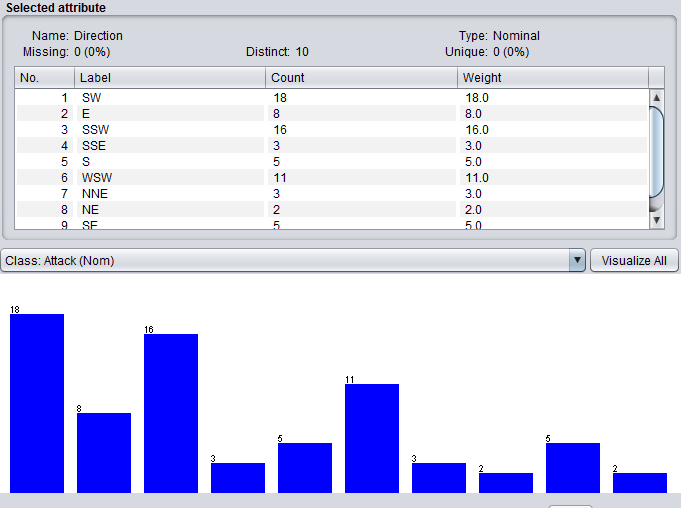 Selected attribute
Name: Direction Type: Nominal
Missing: 0 (0%) Distinct: 10 Unique: 0 (0%)
No. Label Count Weight
1 SW 18 18.0
2 E 8 8.0
3 SSW 16 16.0
4 SSE 3 3.0
5 S 5 5.0
6 WSW 11 11.0
7 NNE 3 3.0
8 NE 2 2.0
9 SE 5 5.0
Class: Attack (Nom) Visualize All
18
8
16
3
5
11
3
2
5
2